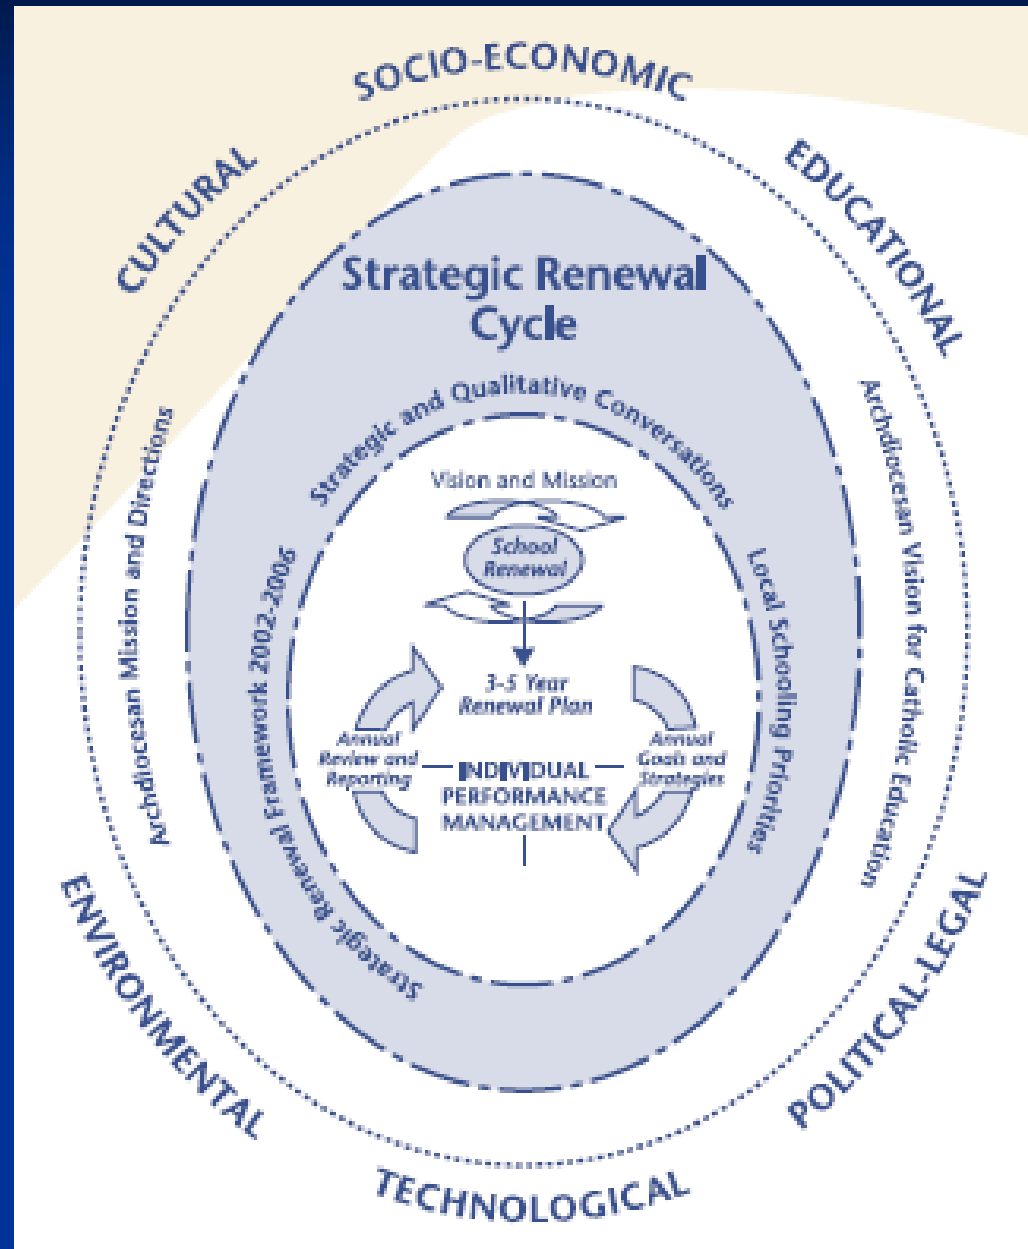 SOCIO-ECONOMIC
CULTURAL
EDUCATIONAL
Strategic Renewal
Cycle
Strategic and Qualitative Conversations
Archdiocesan Mission and Directions
Archdiocesan Vision for Catholic Education
Strategic Renewal Framework 2002-2006
Local Schooling Priorities
Vision and Mission
School
Renewal
3-5 Year
Renewal Plan
Annual
Review and
Reporting
Annual
Goals and
Strategies
INDIVIDUAL
PERFORMANCE
MANAGEMENT
ENVIRONMENTAL
POLITICAL-LEGAL
TECHNOLOGICAL